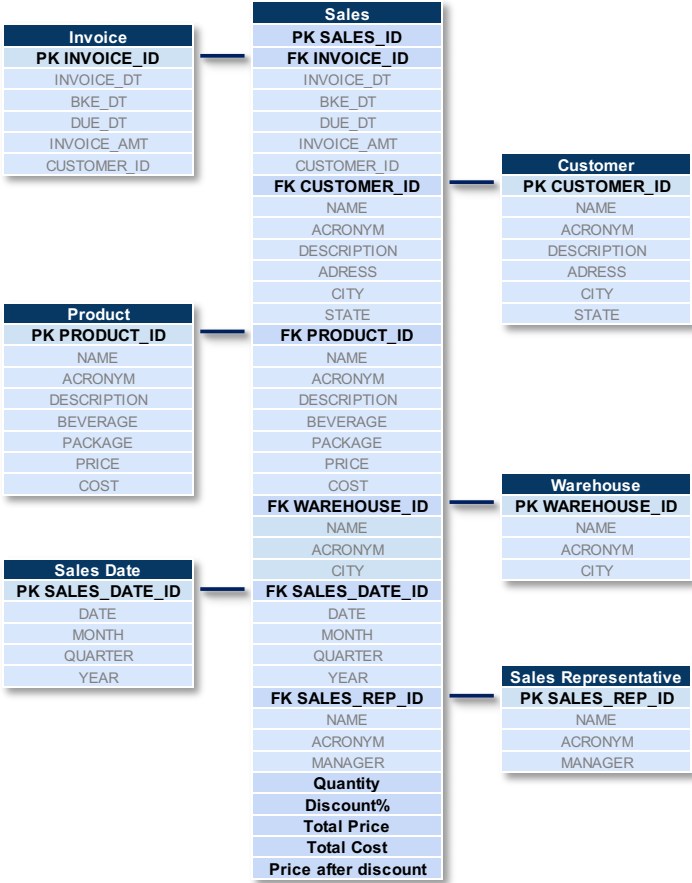 Invoice
PK INVOICE_ID
INVOICE_DT
BKE_DT
DUE_DT
INVOICE_AMT
CUSTOMER_ID
Product
PK PRODUCT_ID
NAME
ACRONYM
DESCRIPTION
BEVERAGE
PACKAGE
PRICE
COST
Sales Date
PK SALES_DATE_ID
DATE
MONTH
QUARTER
YEAR
Sales
PK SALES_ID
FK INVOICE_ID
INVOICE_DT
BKE_DT
DUE_DT
INVOICE_AMT
CUSTOMER_ID
FK CUSTOMER_ID
NAME
ACRONYM
DESCRIPTION
ADRESS
CITY
STATE
FK PRODUCT_ID
NAME
ACRONYM
DESCRIPTION
BEVERAGE
PACKAGE
PRICE
COST
FK WAREHOUSE_ID
NAME
ACRONYM
CITY
FK SALES_DATE_ID
DATE
MONTH
QUARTER
YEAR
FK SALES_REP_ID
NAME
ACRONYM
MANAGER
Quantity
Discount%
Total Price
Total Cost
Price after discount
Customer
PK CUSTOMER_ID
NAME
ACRONYM
DESCRIPTION
ADRESS
CITY
STATE
Warehouse
PK WAREHOUSE_ID
NAME
ACRONYM
CITY
Sales Representative
PK SALES_REP_ID
NAME
ACRONYM
MANAGER